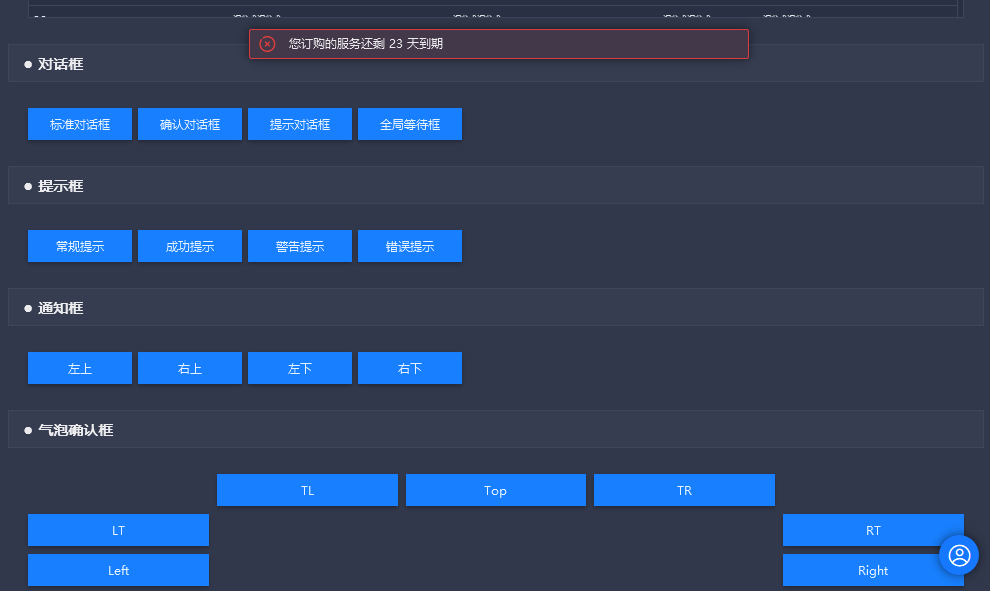 您订购的服务还剩 23 天到期
● 对话框
标准对话框 确认对话框 提示对话框 全局等待框
● 提示框
常规提示 成功提示 警告提示 错误提示
● 通知框
左上 右上 左下 右下
● 气泡确认框
TL Top TR
LT RT
Left Right